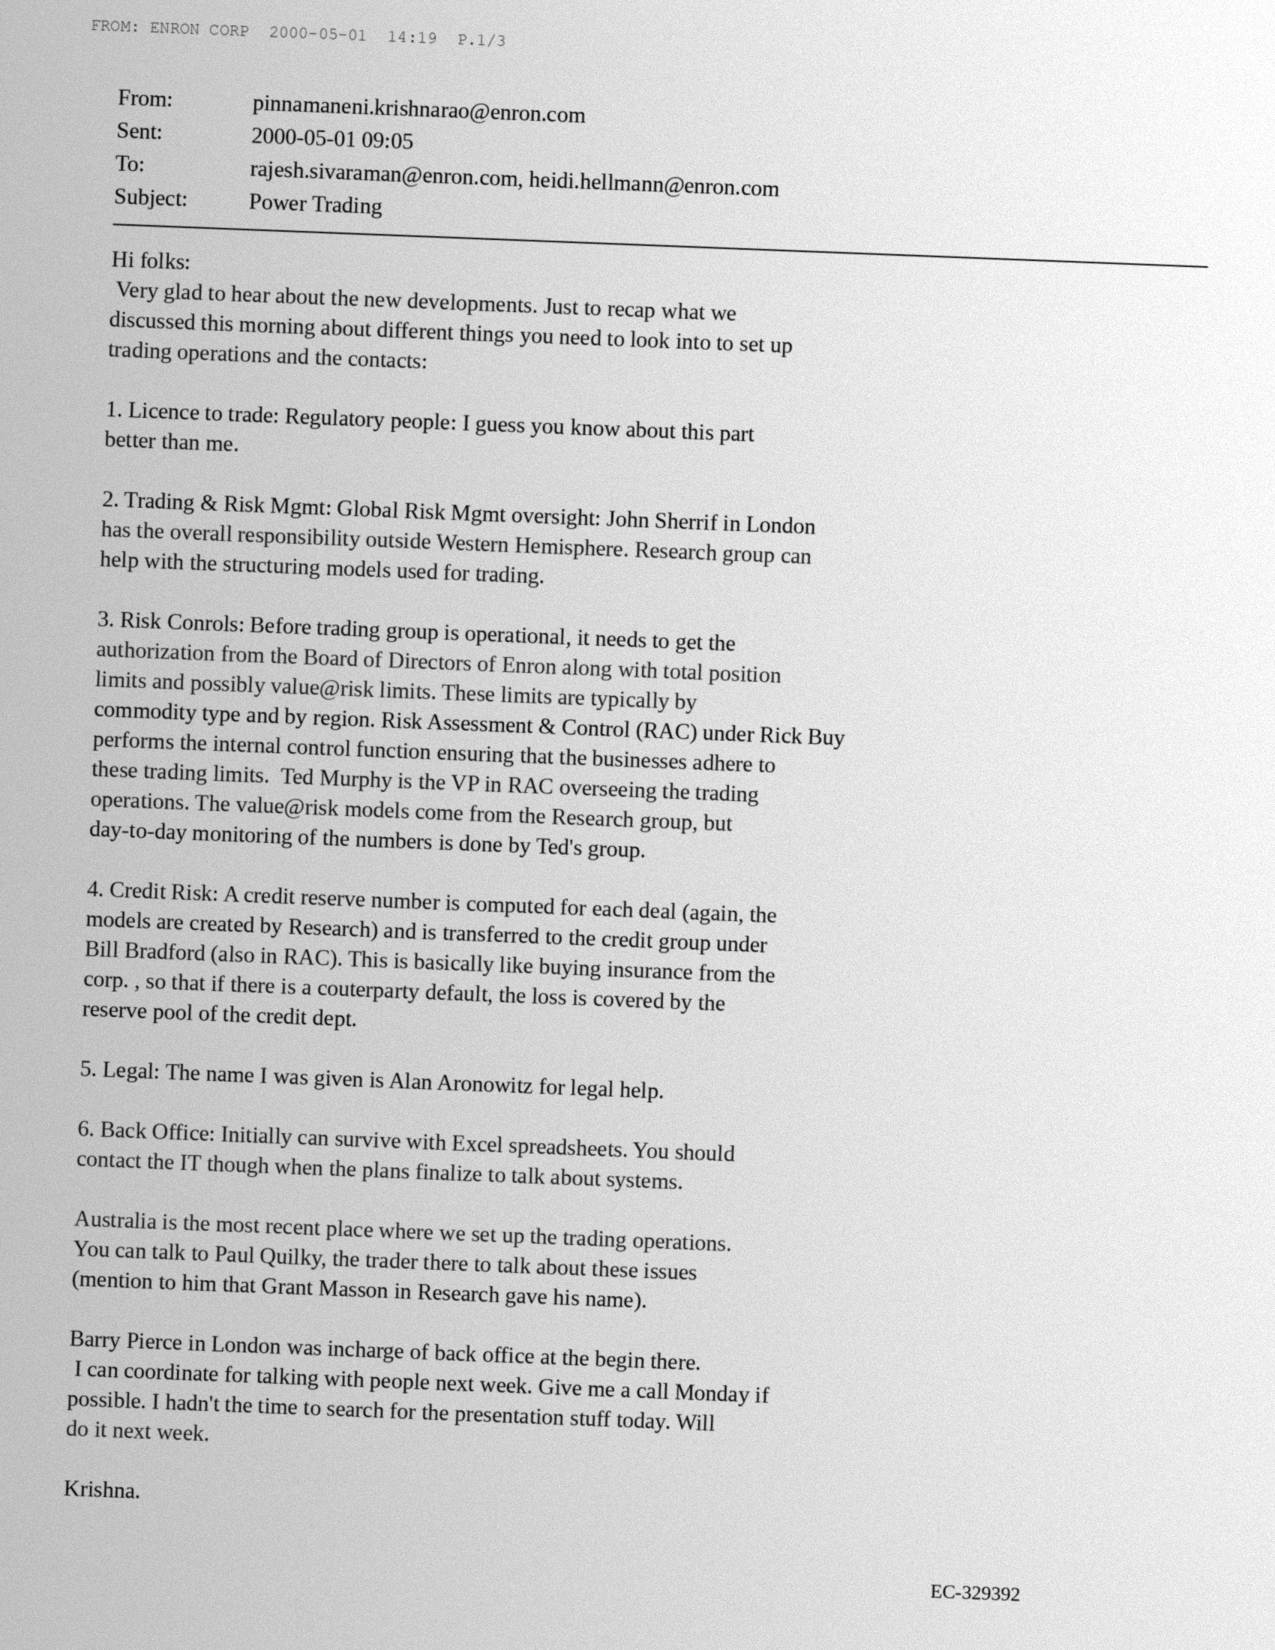 FROM: ENRON CORP  2000-05-01  14:19  P.1/3
From: pinnamaneni.krishnarao@enron.com
Sent: 2000-05-01 09:05
To: rajesh.sivaraman@enron.com, heidi.hellmann@enron.com
Subject: Power Trading
Hi folks:
Very glad to hear about the new developments. Just to recap what we
discussed this morning about different things you need to look into to set up
trading operations and the contacts:
1. Licence to trade: Regulatory people: I guess you know about this part
better than me.
2. Trading & Risk Mgmt: Global Risk Mgmt oversight: John Sherrif in London
has the overall responsibility outside Western Hemisphere. Research group can
help with the structuring models used for trading.
3. Risk Conrols: Before trading group is operational, it needs to get the
authorization from the Board of Directors of Enron along with total position
limits and possibly value@risk limits. These limits are typically by
commodity type and by region. Risk Assessment & Control (RAC) under Rick Buy
performs the internal control function ensuring that the businesses adhere to
these trading limits.  Ted Murphy is the VP in RAC overseeing the trading
operations. The value@risk models come from the Research group, but
day-to-day monitoring of the numbers is done by Ted's group.
4. Credit Risk: A credit reserve number is computed for each deal (again, the
models are created by Research) and is transferred to the credit group under
Bill Bradford (also in RAC). This is basically like buying insurance from the
corp. , so that if there is a couterparty default, the loss is covered by the
reserve pool of the credit dept.
5. Legal: The name I was given is Alan Aronowitz for legal help.
6. Back Office: Initially can survive with Excel spreadsheets. You should
contact the IT though when the plans finalize to talk about systems.
Australia is the most recent place where we set up the trading operations.
You can talk to Paul Quilky, the trader there to talk about these issues
(mention to him that Grant Masson in Research gave his name).
Barry Pierce in London was incharge of back office at the begin there.
I can coordinate for talking with people next week. Give me a call Monday if
possible. I hadn't the time to search for the presentation stuff today. Will
do it next week.
Krishna.
EC-329392